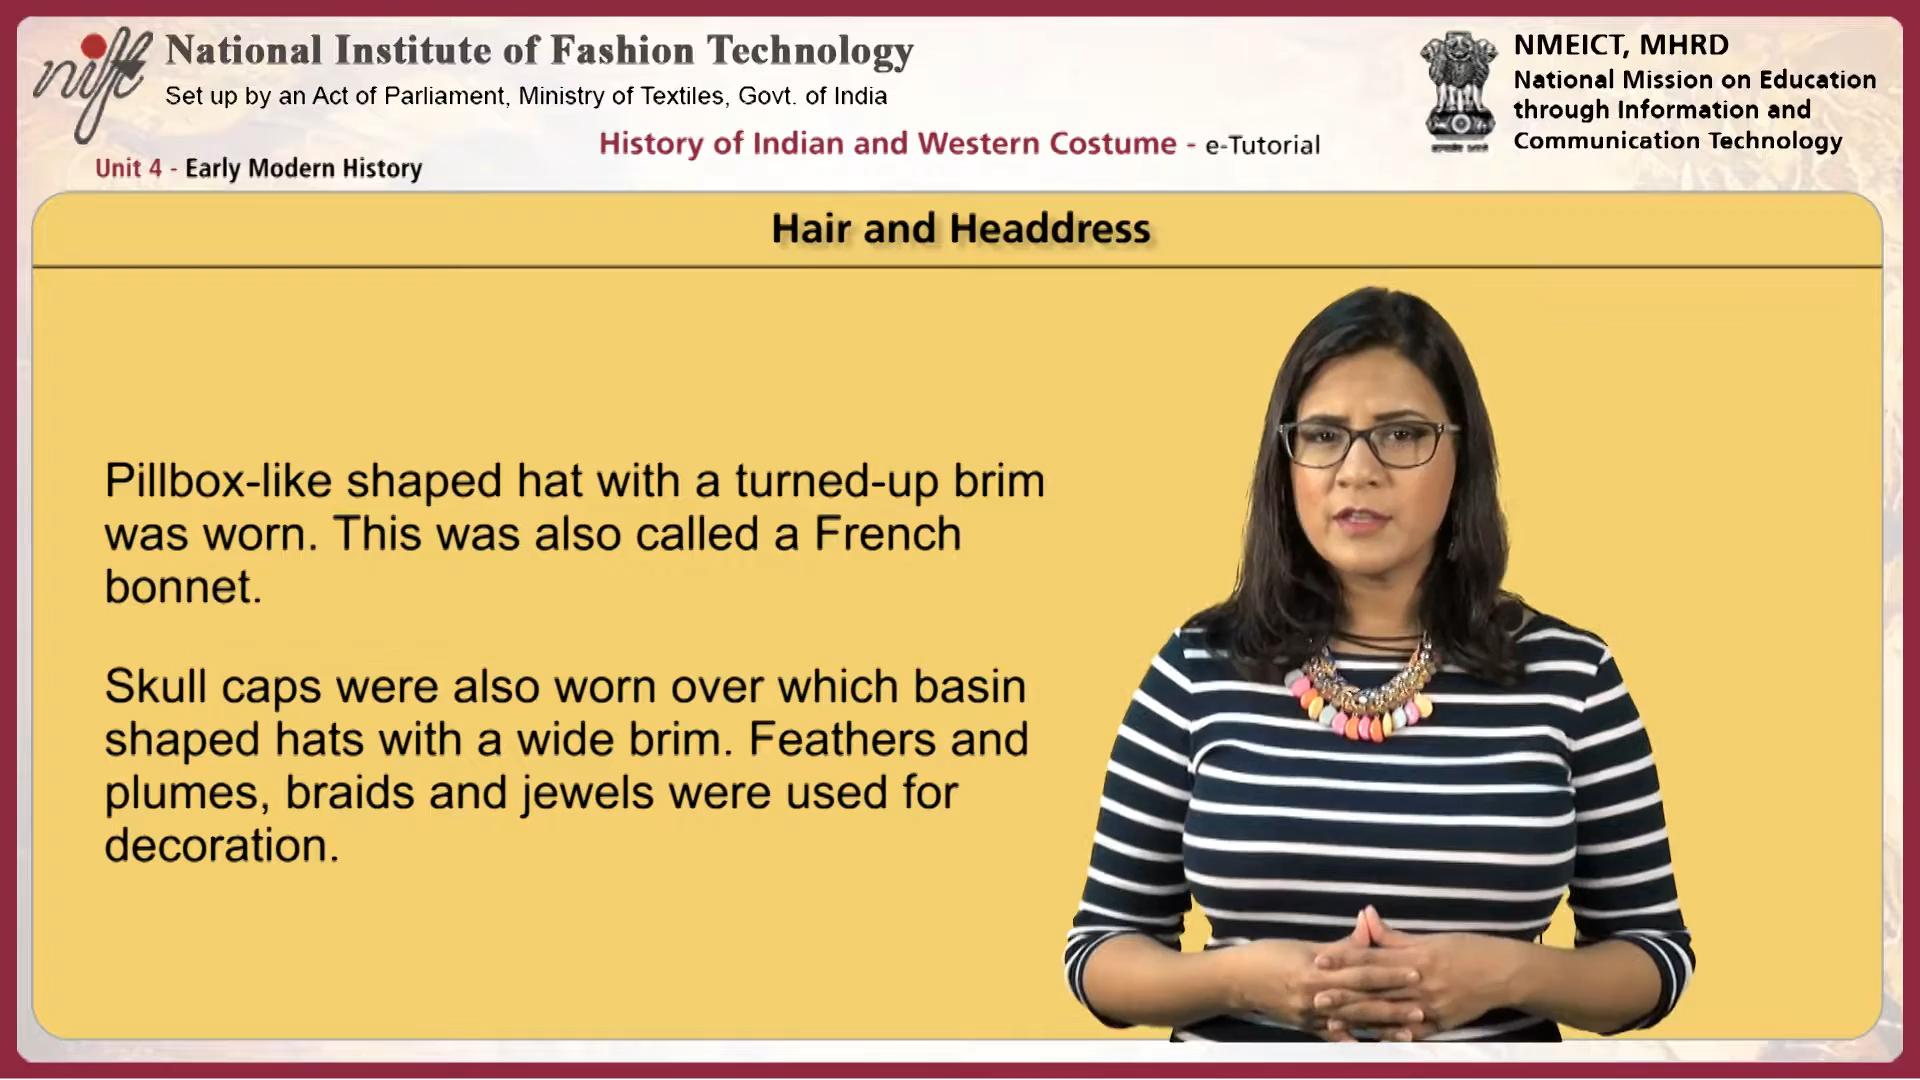 nift
National Institute of Fashion Technology
Set up by an Act of Parliament, Ministry of Textiles, Govt. of India
NMEICT, MHRD
National Mission on Education
through Information and
Communication Technology
History of Indian and Western Costume - e-Tutorial
Unit 4 - Early Modern History
Hair and Headdress
Pillbox-like shaped hat with a turned-up brim
was worn. This was also called a French
bonnet.
Skull caps were also worn over which basin
shaped hats with a wide brim. Feathers and
plumes, braids and jewels were used for
decoration.